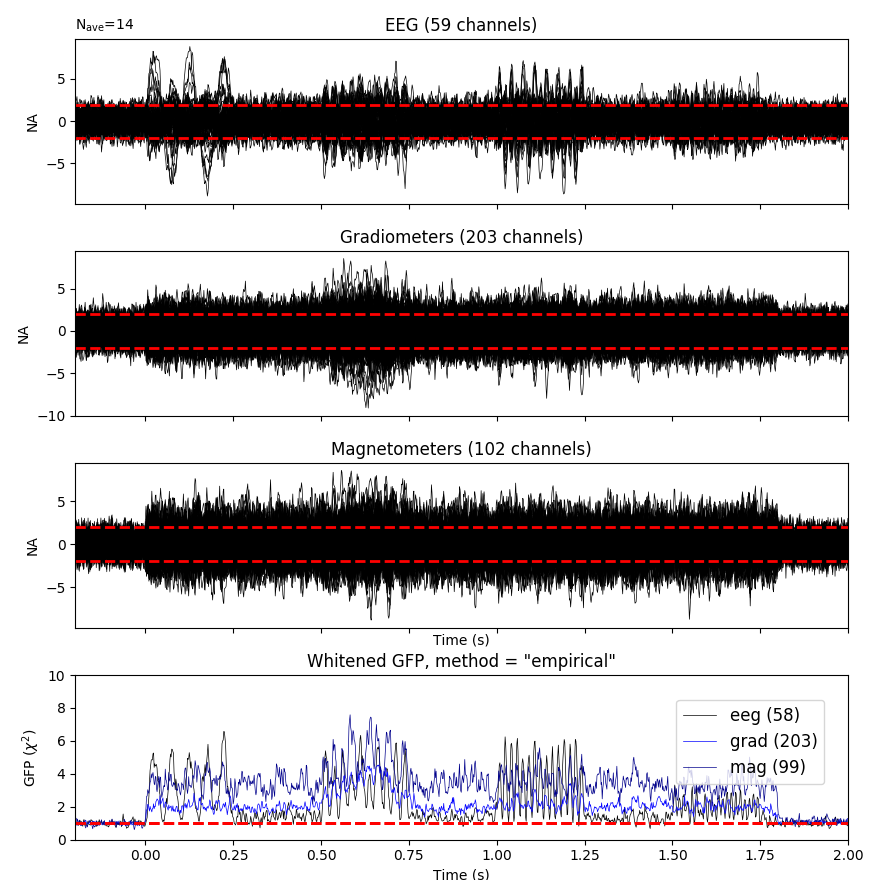 N_ave=14
EEG (59 channels)
5
0
−5
NA
Gradiometers (203 channels)
5
0
−5
−10
NA
Magnetometers (102 channels)
5
0
−5
NA
Time (s)
Whitened GFP, method = "empirical"
10
8
6
4
2
0
GFP (χ²)
eeg (58)
grad (203)
mag (99)
0.00 0.25 0.50 0.75 1.00 1.25 1.50 1.75 2.00
Time (s)